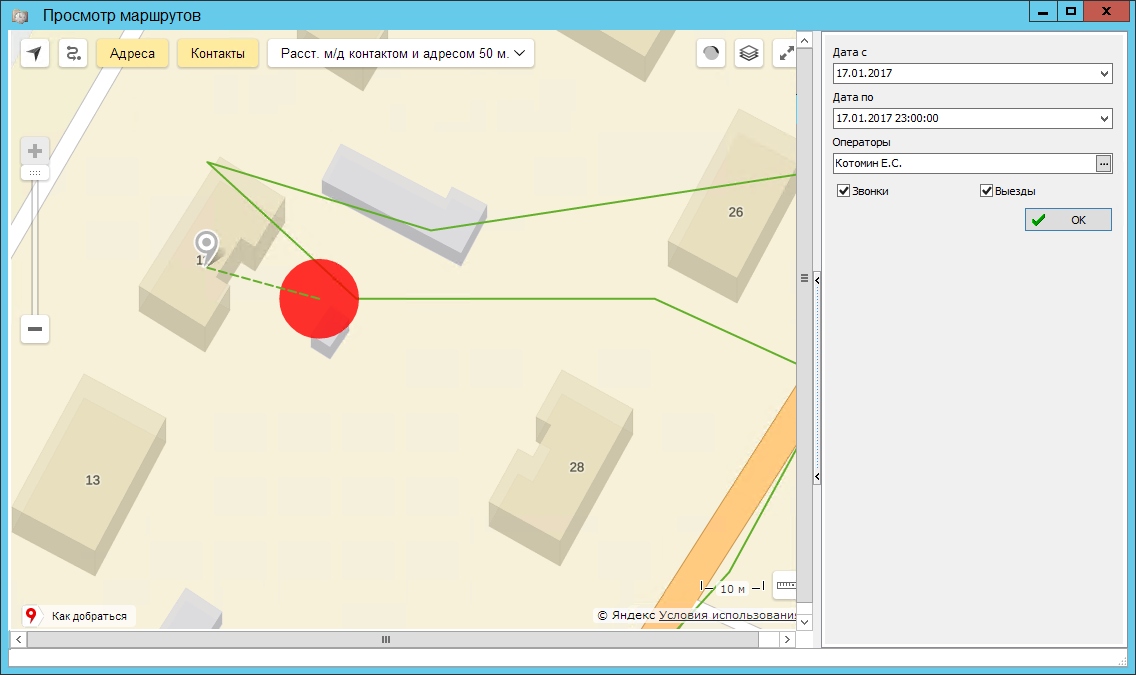 Просмотр маршрутов
Адреса
Контакты
Расст. м/д контактом и адресом 50 м.
26
13
28
10 м
Как добраться
© Яндекс Условия использования
Дата с
17.01.2017
Дата по
17.01.2017 23:00:00
Операторы
Котомин Е.С.
...
Звонки
Выезды
OK